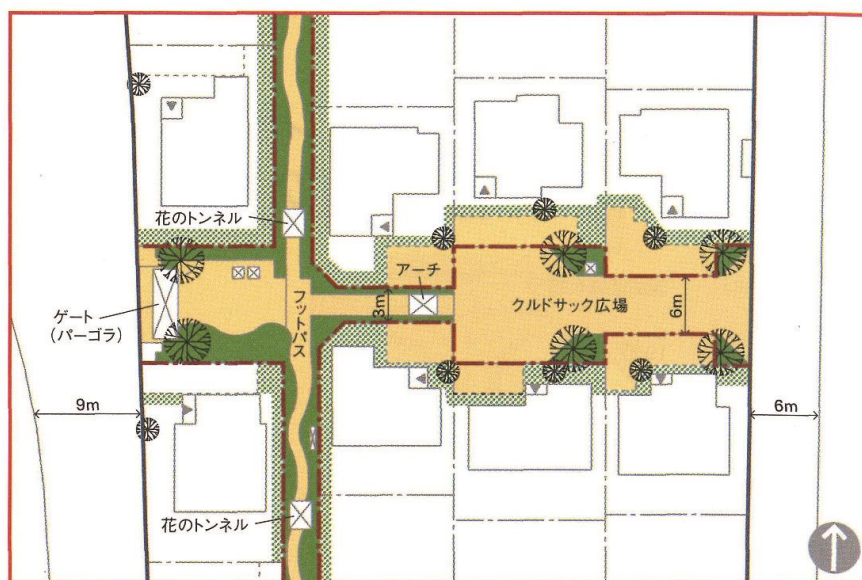 花のトンネル
アーチ
ゲート
(パーゴラ)
フットパス
3m
クルドサック広場
6m
9m
6m
花のトンネル